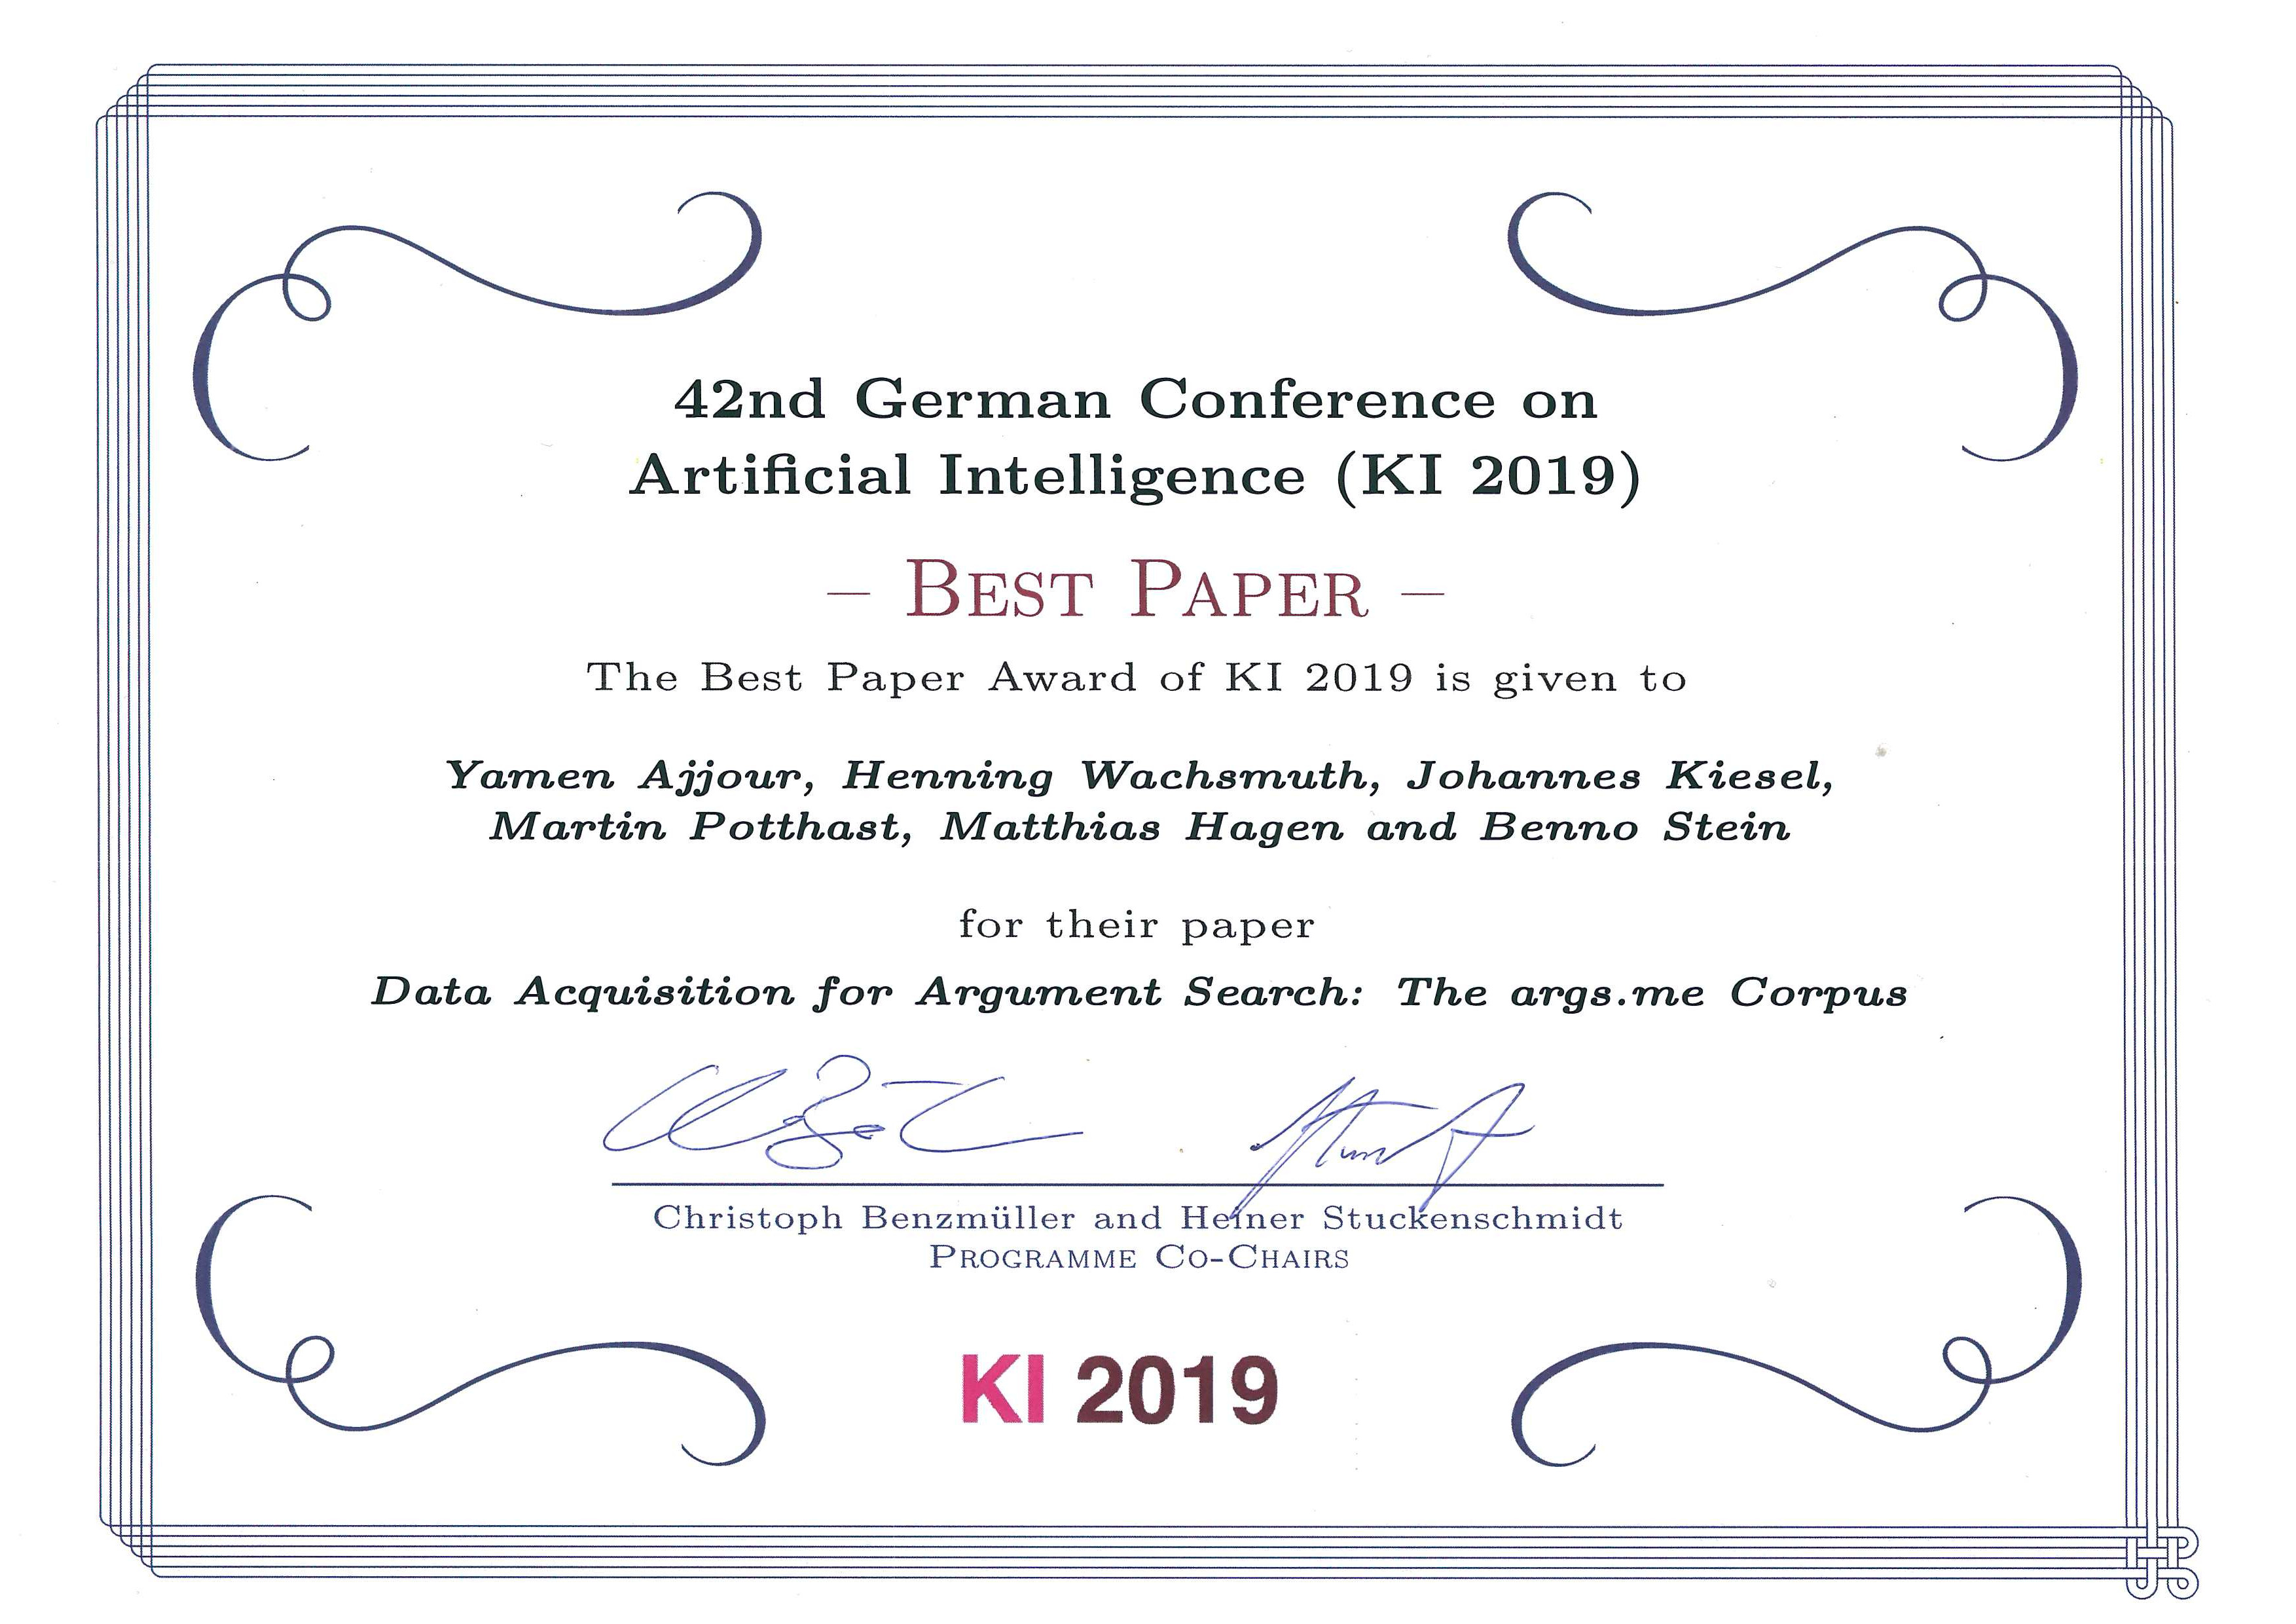 42nd German Conference on
Artificial Intelligence (KI 2019)
– BEST PAPER –
The Best Paper Award of KI 2019 is given to
Yamen Ajjour, Henning Wachsmuth, Johannes Kiesel,
Martin Potthast, Matthias Hagen and Benno Stein
for their paper
Data Acquisition for Argument Search: The args.me Corpus
Christoph Benzmüller and Heiner Stuckenschmidt
PROGRAMME CO-CHAIRS
KI 2019